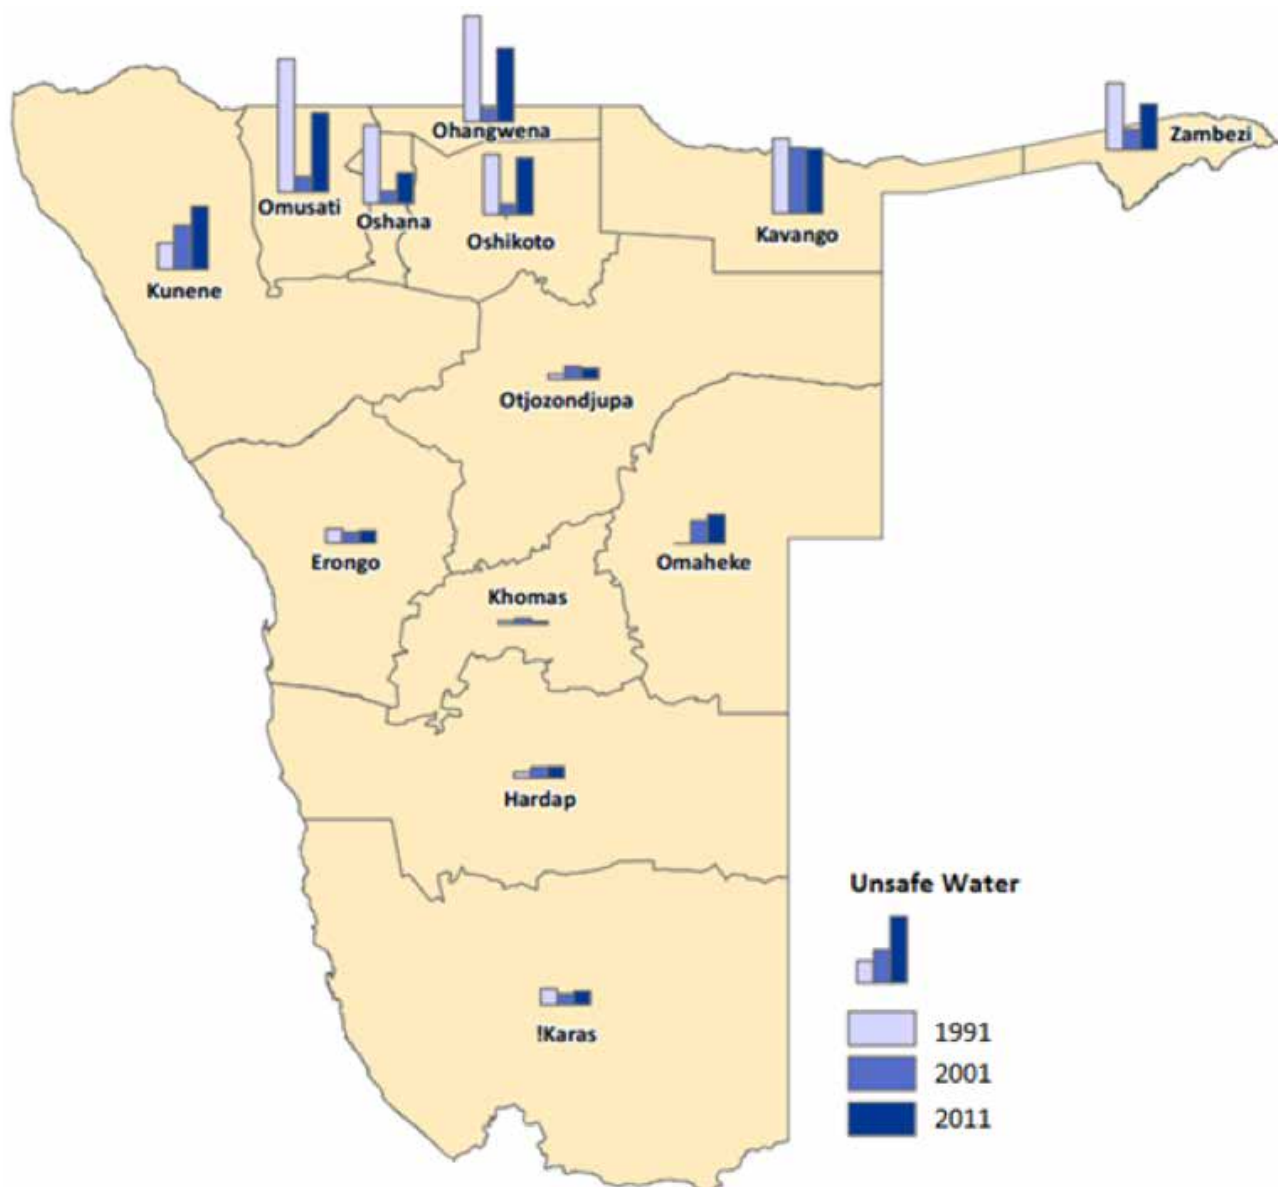 Ohangwena
Zambezi
Omusati
Oshana
Oshikoto
Kavango
Kunene
Otjozondjupa
Erongo
Omaheke
Khomas
Hardap
!Karas
Unsafe Water
1991
2001
2011